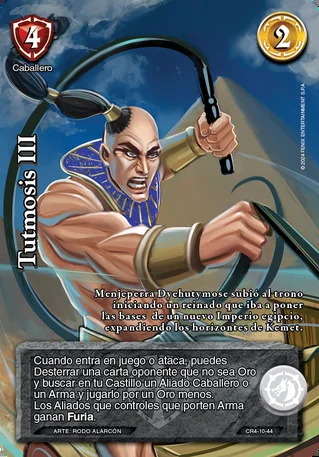 4
2
Caballero
© 2024 FENIX ENTERTAINMENT S.P.A.
Tutmosis III
Menjeperra Dyehutymose subió al trono
iniciando un reinado que iba a poner
las bases de un nuevo Imperio egipcio,
expandiendo los horizontes de Kemet.
Cuando entra en juego o ataca, puedes
Desterrar una carta oponente que no sea Oro
y buscar en tu Castillo un Aliado Caballero o
un Arma y jugarlo por un Oro menos.
Los Aliados que controles que porten Arma
ganan Furia.
ARTE: RODO ALARCÓN
CR4-10-44